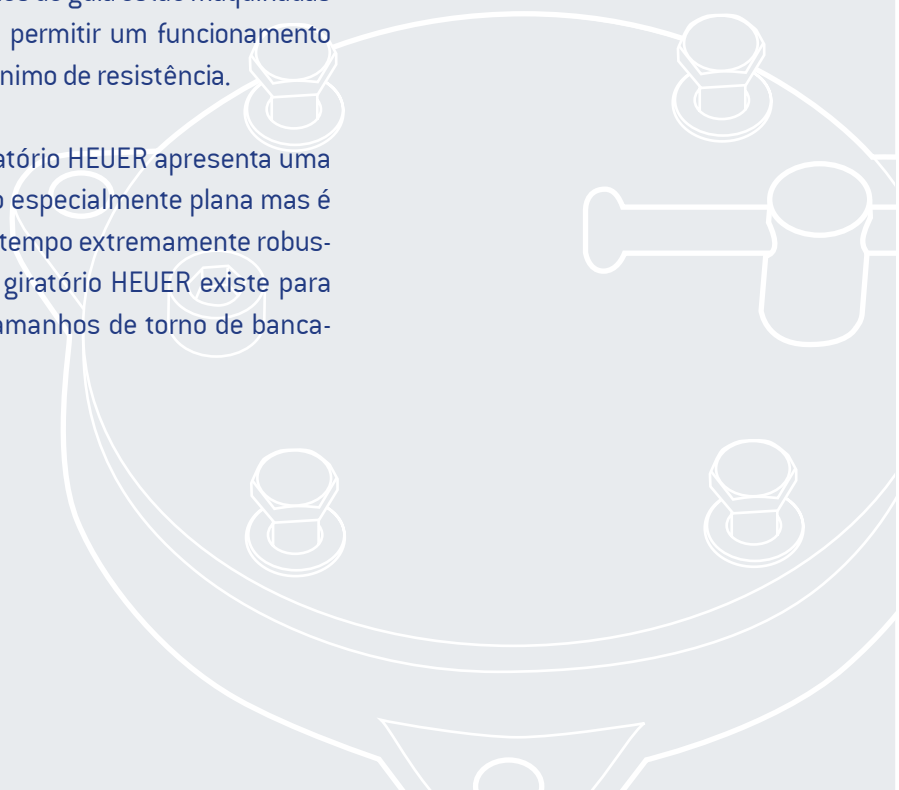 permitir um funcionamento
nimo de resistência.
atório HEUER apresenta uma
o especialmente plana mas é
tempo extremamente robus-
giratório HEUER existe para
amanhos de torno de banca-